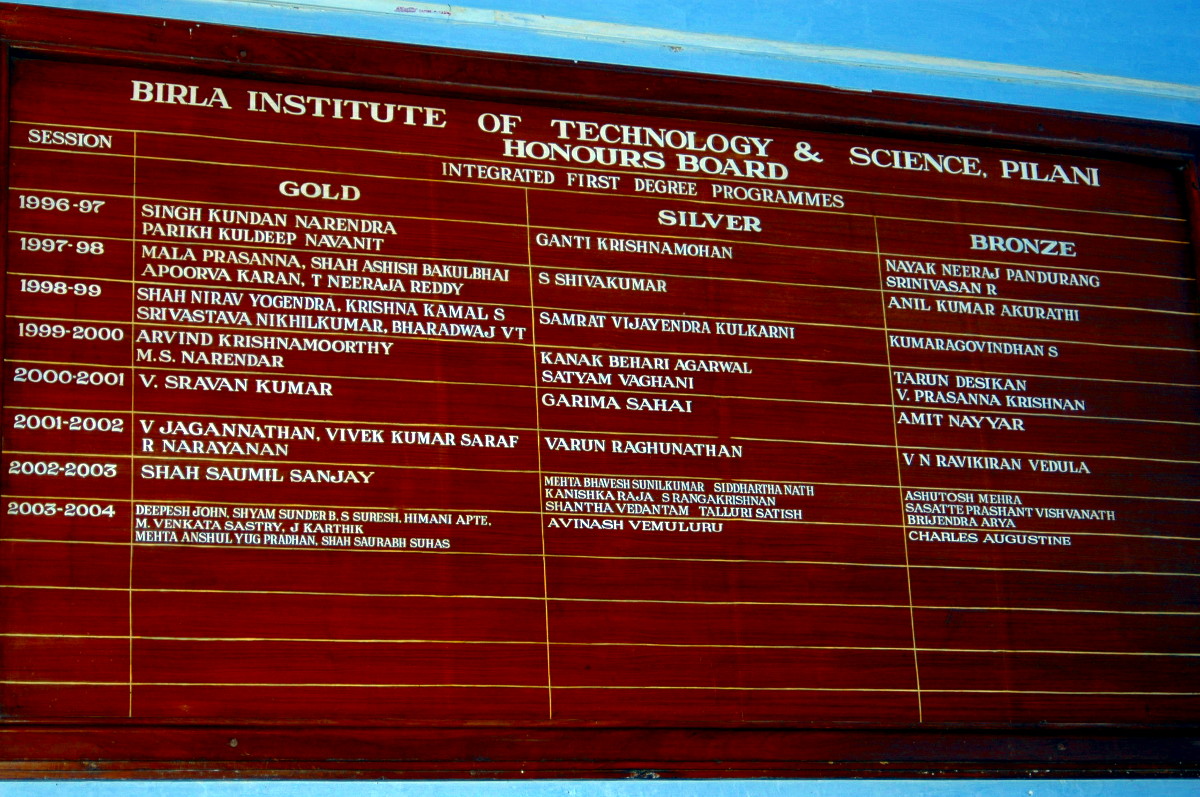 BIRLA INSTITUTE OF TECHNOLOGY & SCIENCE, PILANI
HONOURS BOARD
INTEGRATED FIRST DEGREE PROGRAMMES
SESSION
GOLD
SILVER
BRONZE
1996-97
SINGH KUNDAN NARENDRA
PARIKH KULDEEP NAVANIT
GANTI KRISHNAMOHAN
NAYAK NEERAJ PANDURANG
SRINIVASAN R
1997-98
MALA PRASANNA, SHAH ASHISH BAKULBHAI
APOORVA KARAN, T NEERAJA REDDY
S SHIVAKUMAR
ANIL KUMAR AKURATHI
1998-99
SHAH NIRAV YOGENDRA, KRISHNA KAMAL S
SRIVASTAVA NIKHILKUMAR, BHARADWAJ V T
SAMRAT VIJAYENDRA KULKARNI
KUMARAGOVINDHAN S
1999-2000
ARVIND KRISHNAMOORTHY
M.S. NARENDAR
KANAK BEHARI AGARWAL
SATYAM VAGHANI
TARUN DESIKAN
V. PRASANNA KRISHNAN
2000-2001
V. SRAVAN KUMAR
GARIMA SAHAI
AMIT NAYYAR
2001-2002
V JAGANNATHAN, VIVEK KUMAR SARAF
R NARAYANAN
VARUN RAGHUNATHAN
V N RAVIKIRAN VEDULA
2002-2003
SHAH SAUMIL SANJAY
MEHTA BHAVESH SUNILKUMAR SIDDHARTHA NATH
KANISHKA RAJA S RANGAKRISHNAN
SHANTHA VEDANTAM TALLURI SATISH
ASHUTOSH MEHRA
SASATTE PRASHANT VISHVANATH
BRIJENDRA ARYA
2003-2004
DEEPESH JOHN, SHYAM SUNDER B. S SURESH, HIMANI APTE,
M. VENKATA SASTRY, J KARTHIK
MEHTA ANSHUL YUG PRADHAN, SHAH SAURABH SUHAS
AVINASH VEMULURU
CHARLES AUGUSTINE